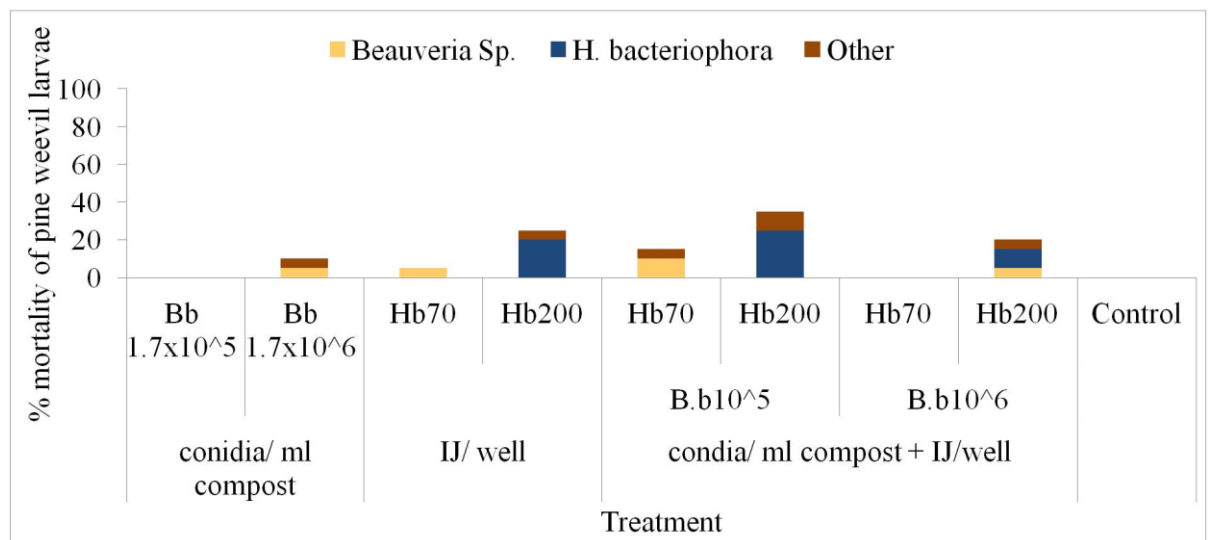 Beauveria Sp. H. bacteriophora Other
% mortality of pine weevil larvae
100
80
60
40
20
0
Bb 1.7x10^5
Bb 1.7x10^6
Hb70
Hb200
Hb70
Hb200
Hb70
Hb200
Control
B.b10^5
B.b10^6
conidia/ ml compost
IJ/ well
condia/ ml compost + IJ/well
Treatment